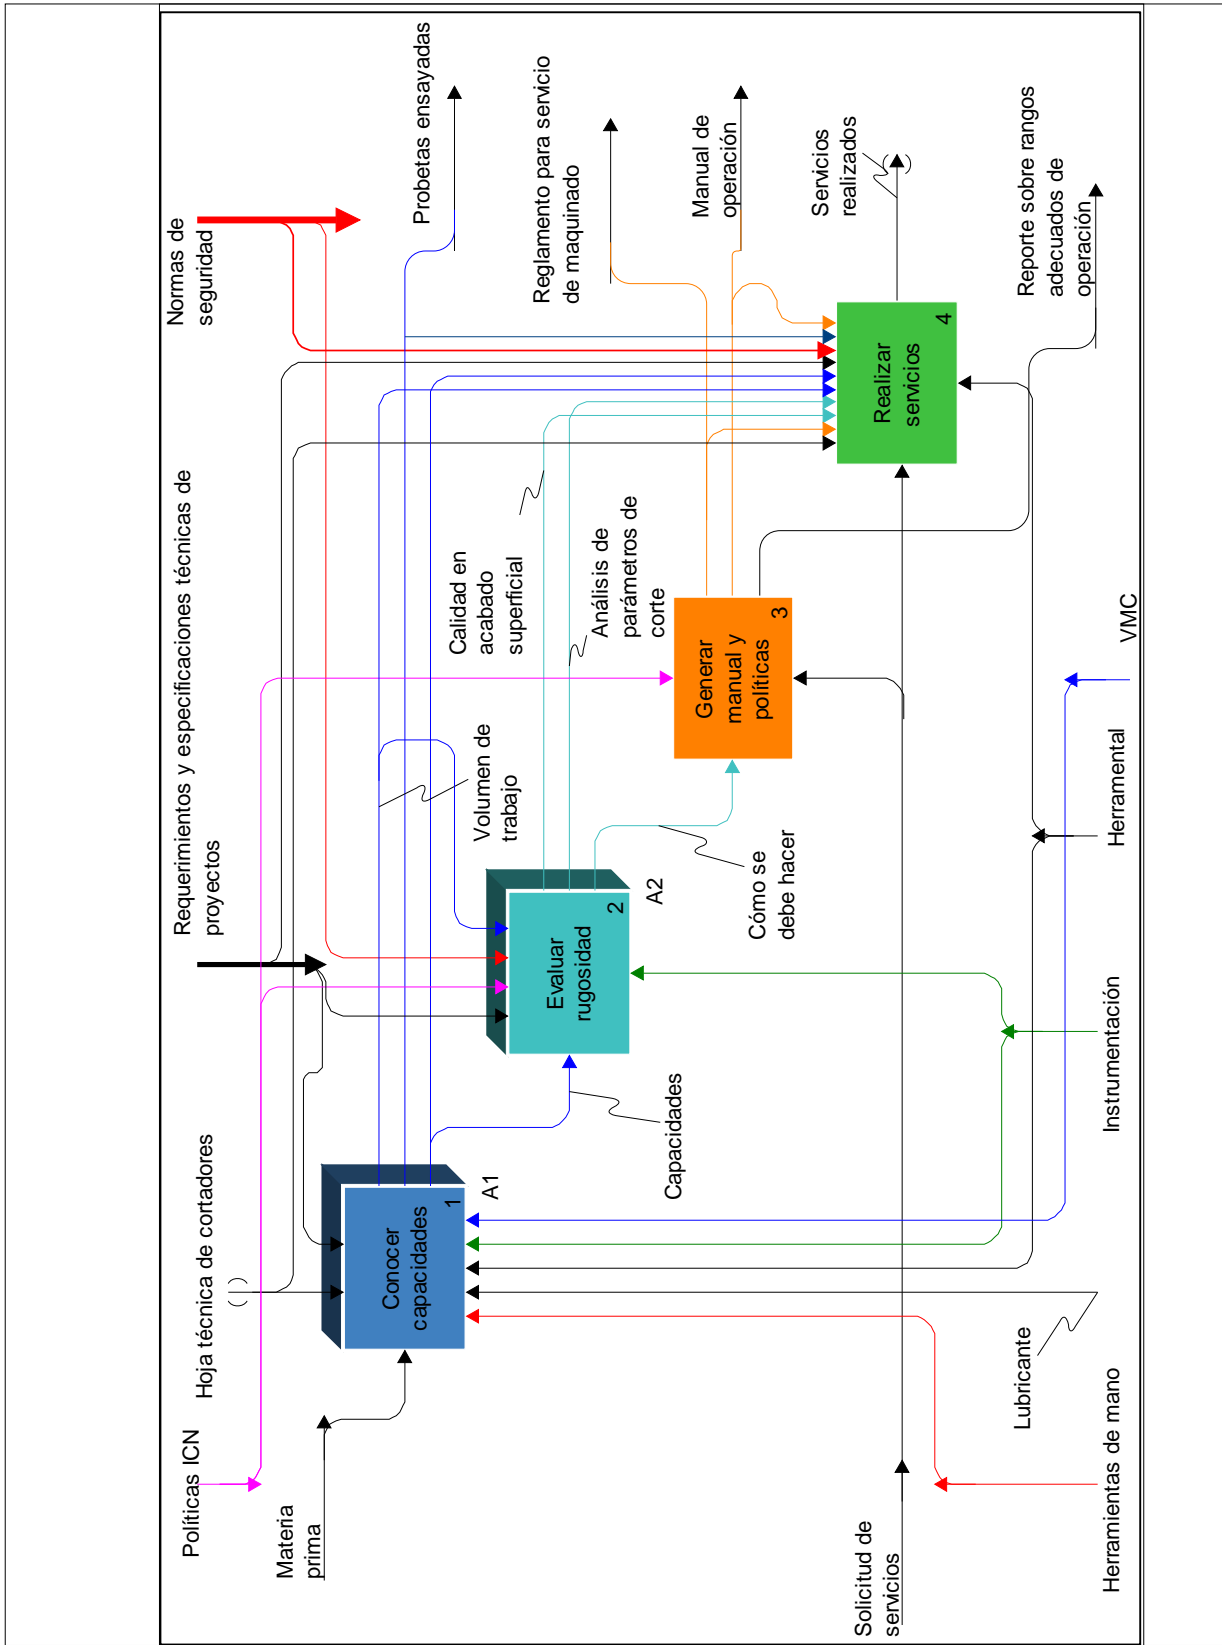 Políticas ICN
Hoja técnica de cortadores
Requerimientos y especificaciones técnicas de
proyectos
Normas de
seguridad
Materia
prima
Solicitud de
servicios
Conocer
capacidades
1
A1
Evaluar
rugosidad
2
A2
Generar
manual y
políticas
3
Realizar
servicios
4
Capacidades
Volumen de
trabajo
Cómo se
debe hacer
Calidad en
acabado
superficial
Análisis de
parámetros de
corte
Probetas ensayadas
Reglamento para servicio
de maquinado
Manual de
operación
Servicios
realizados
Reporte sobre rangos
adecuados de
operación
Herramientas de mano
Lubricante
Instrumentación
Herramental
VMC